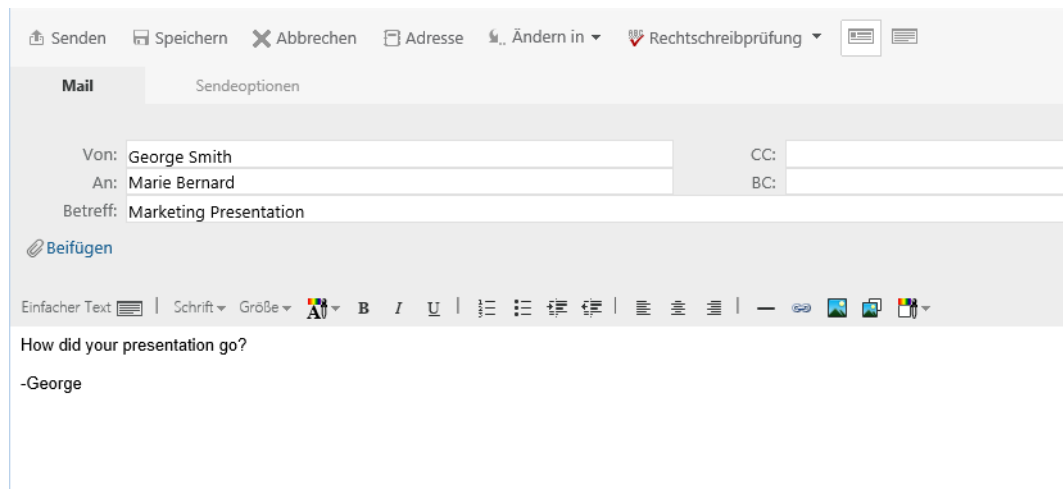 Senden Speichern Abbrechen Adresse Ändern in Rechtschreibprüfung
Mail Sendeoptionen
Von: George Smith CC:
An: Marie Bernard BC:
Betreff: Marketing Presentation
Beifügen
Einfacher Text Schrift Größe A B I U
How did your presentation go?
-George